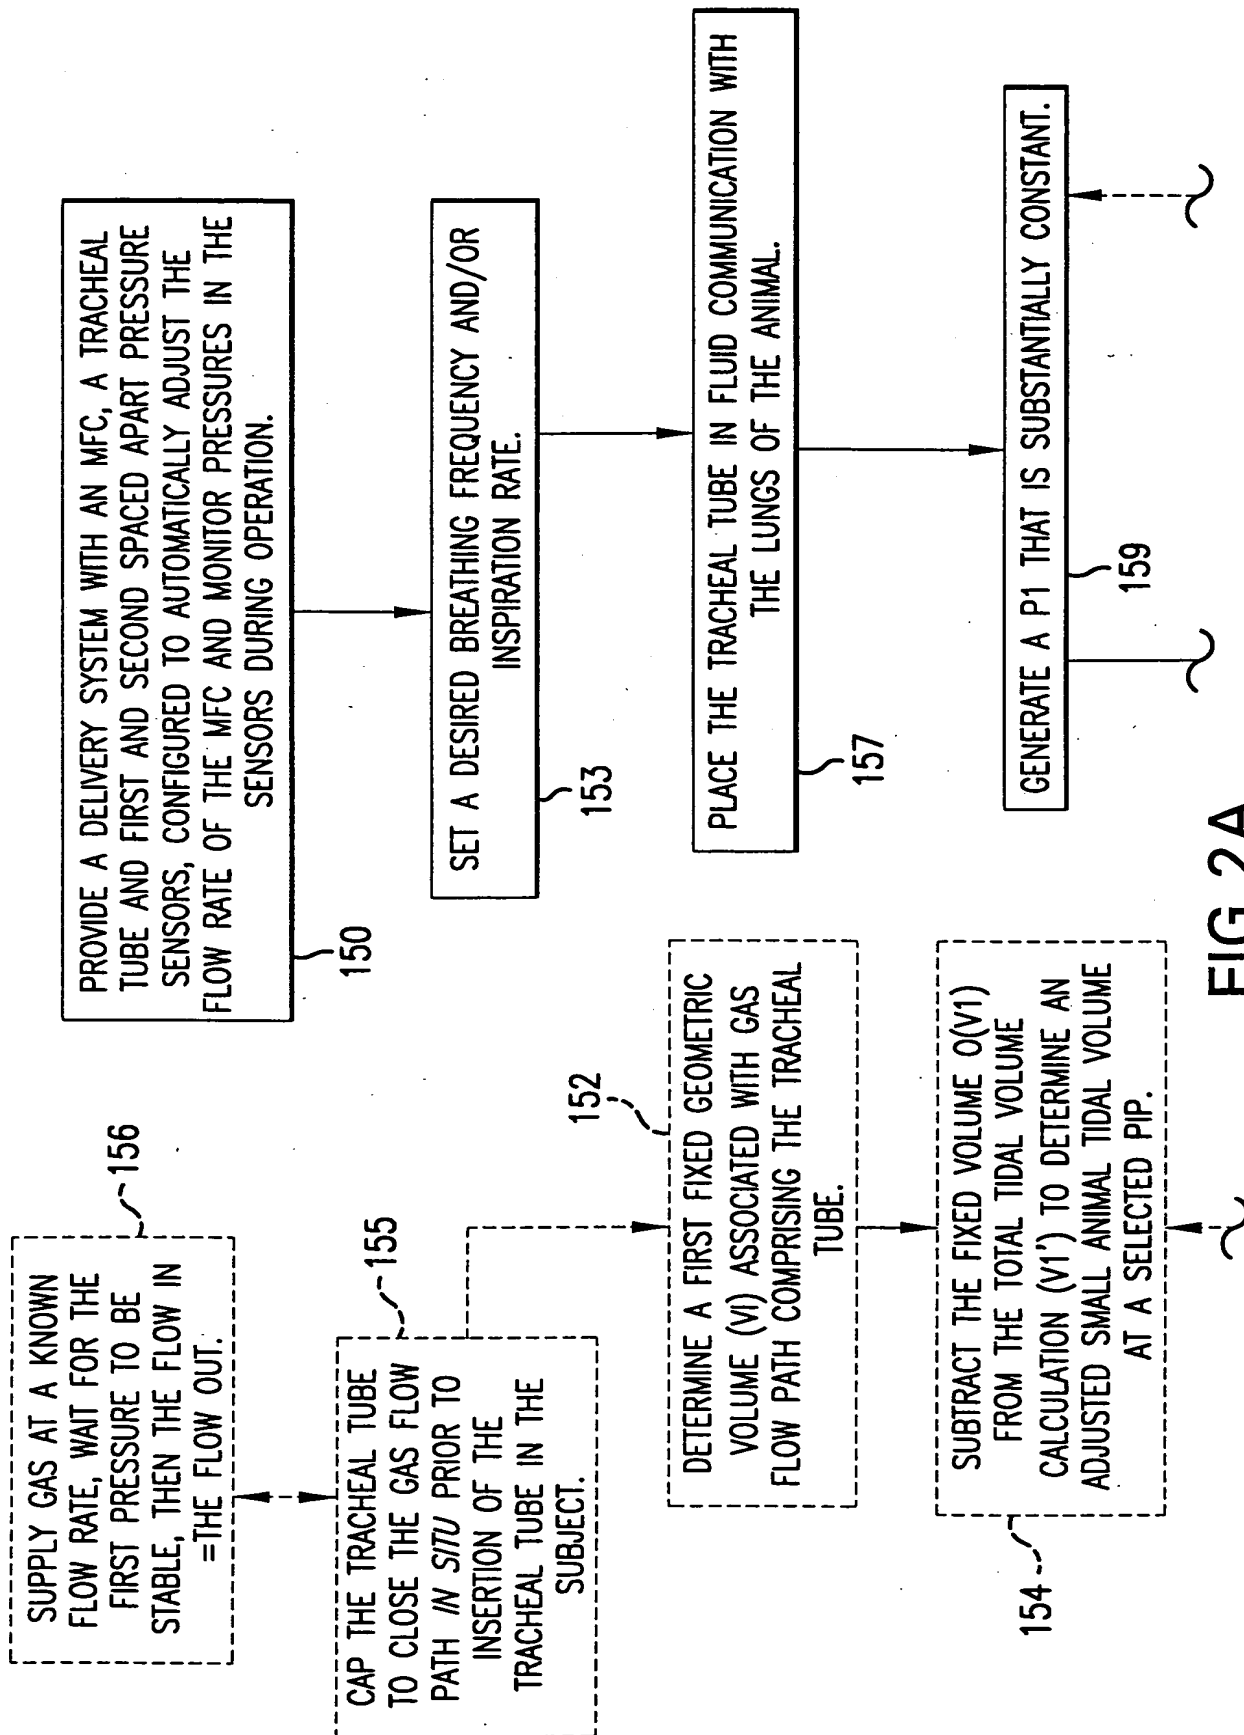 SUPPLY GAS AT A KNOWN
FLOW RATE, WAIT FOR THE
FIRST PRESSURE TO BE
STABLE, THEN THE FLOW IN
=THE FLOW OUT.
156
CAP THE TRACHEAL TUBE
TO CLOSE THE GAS FLOW
PATH IN SITU PRIOR TO
INSERTION OF THE
TRACHEAL TUBE IN THE
SUBJECT.
155
152
DETERMINE A FIRST FIXED GEOMETRIC
VOLUME (VI) ASSOCIATED WITH GAS
FLOW PATH COMPRISING THE TRACHEAL
TUBE.
SUBTRACT THE FIXED VOLUME O(V1)
FROM THE TOTAL TIDAL VOLUME
CALCULATION (V1') TO DETERMINE AN
ADJUSTED SMALL ANIMAL TIDAL VOLUME
AT A SELECTED PIP.
154
PROVIDE A DELIVERY SYSTEM WITH AN MFC, A TRACHEAL
TUBE AND FIRST AND SECOND SPACED APART PRESSURE
SENSORS, CONFIGURED TO AUTOMATICALLY ADJUST THE
FLOW RATE OF THE MFC AND MONITOR PRESSURES IN THE
SENSORS DURING OPERATION.
150
SET A DESIRED BREATHING FREQUENCY AND/OR
INSPIRATION RATE.
153
PLACE THE TRACHEAL TUBE IN FLUID COMMUNICATION WITH
THE LUNGS OF THE ANIMAL.
157
GENERATE A P1 THAT IS SUBSTANTIALLY CONSTANT.
159
FIG. 2A